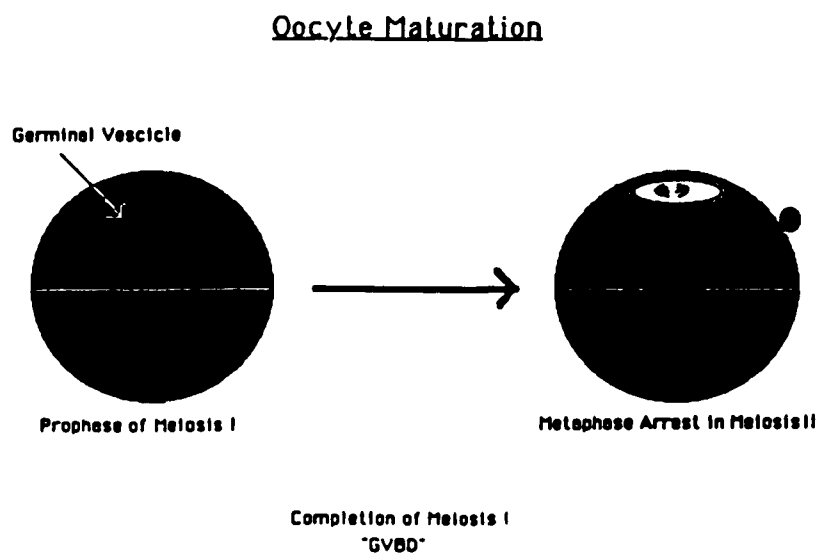 Oocyte Maturation
Germinal Vescicle
Prophase of Meiosis I
Metaphase Arrest in Meiosis II
Completion of Meiosis I
"GVBD"